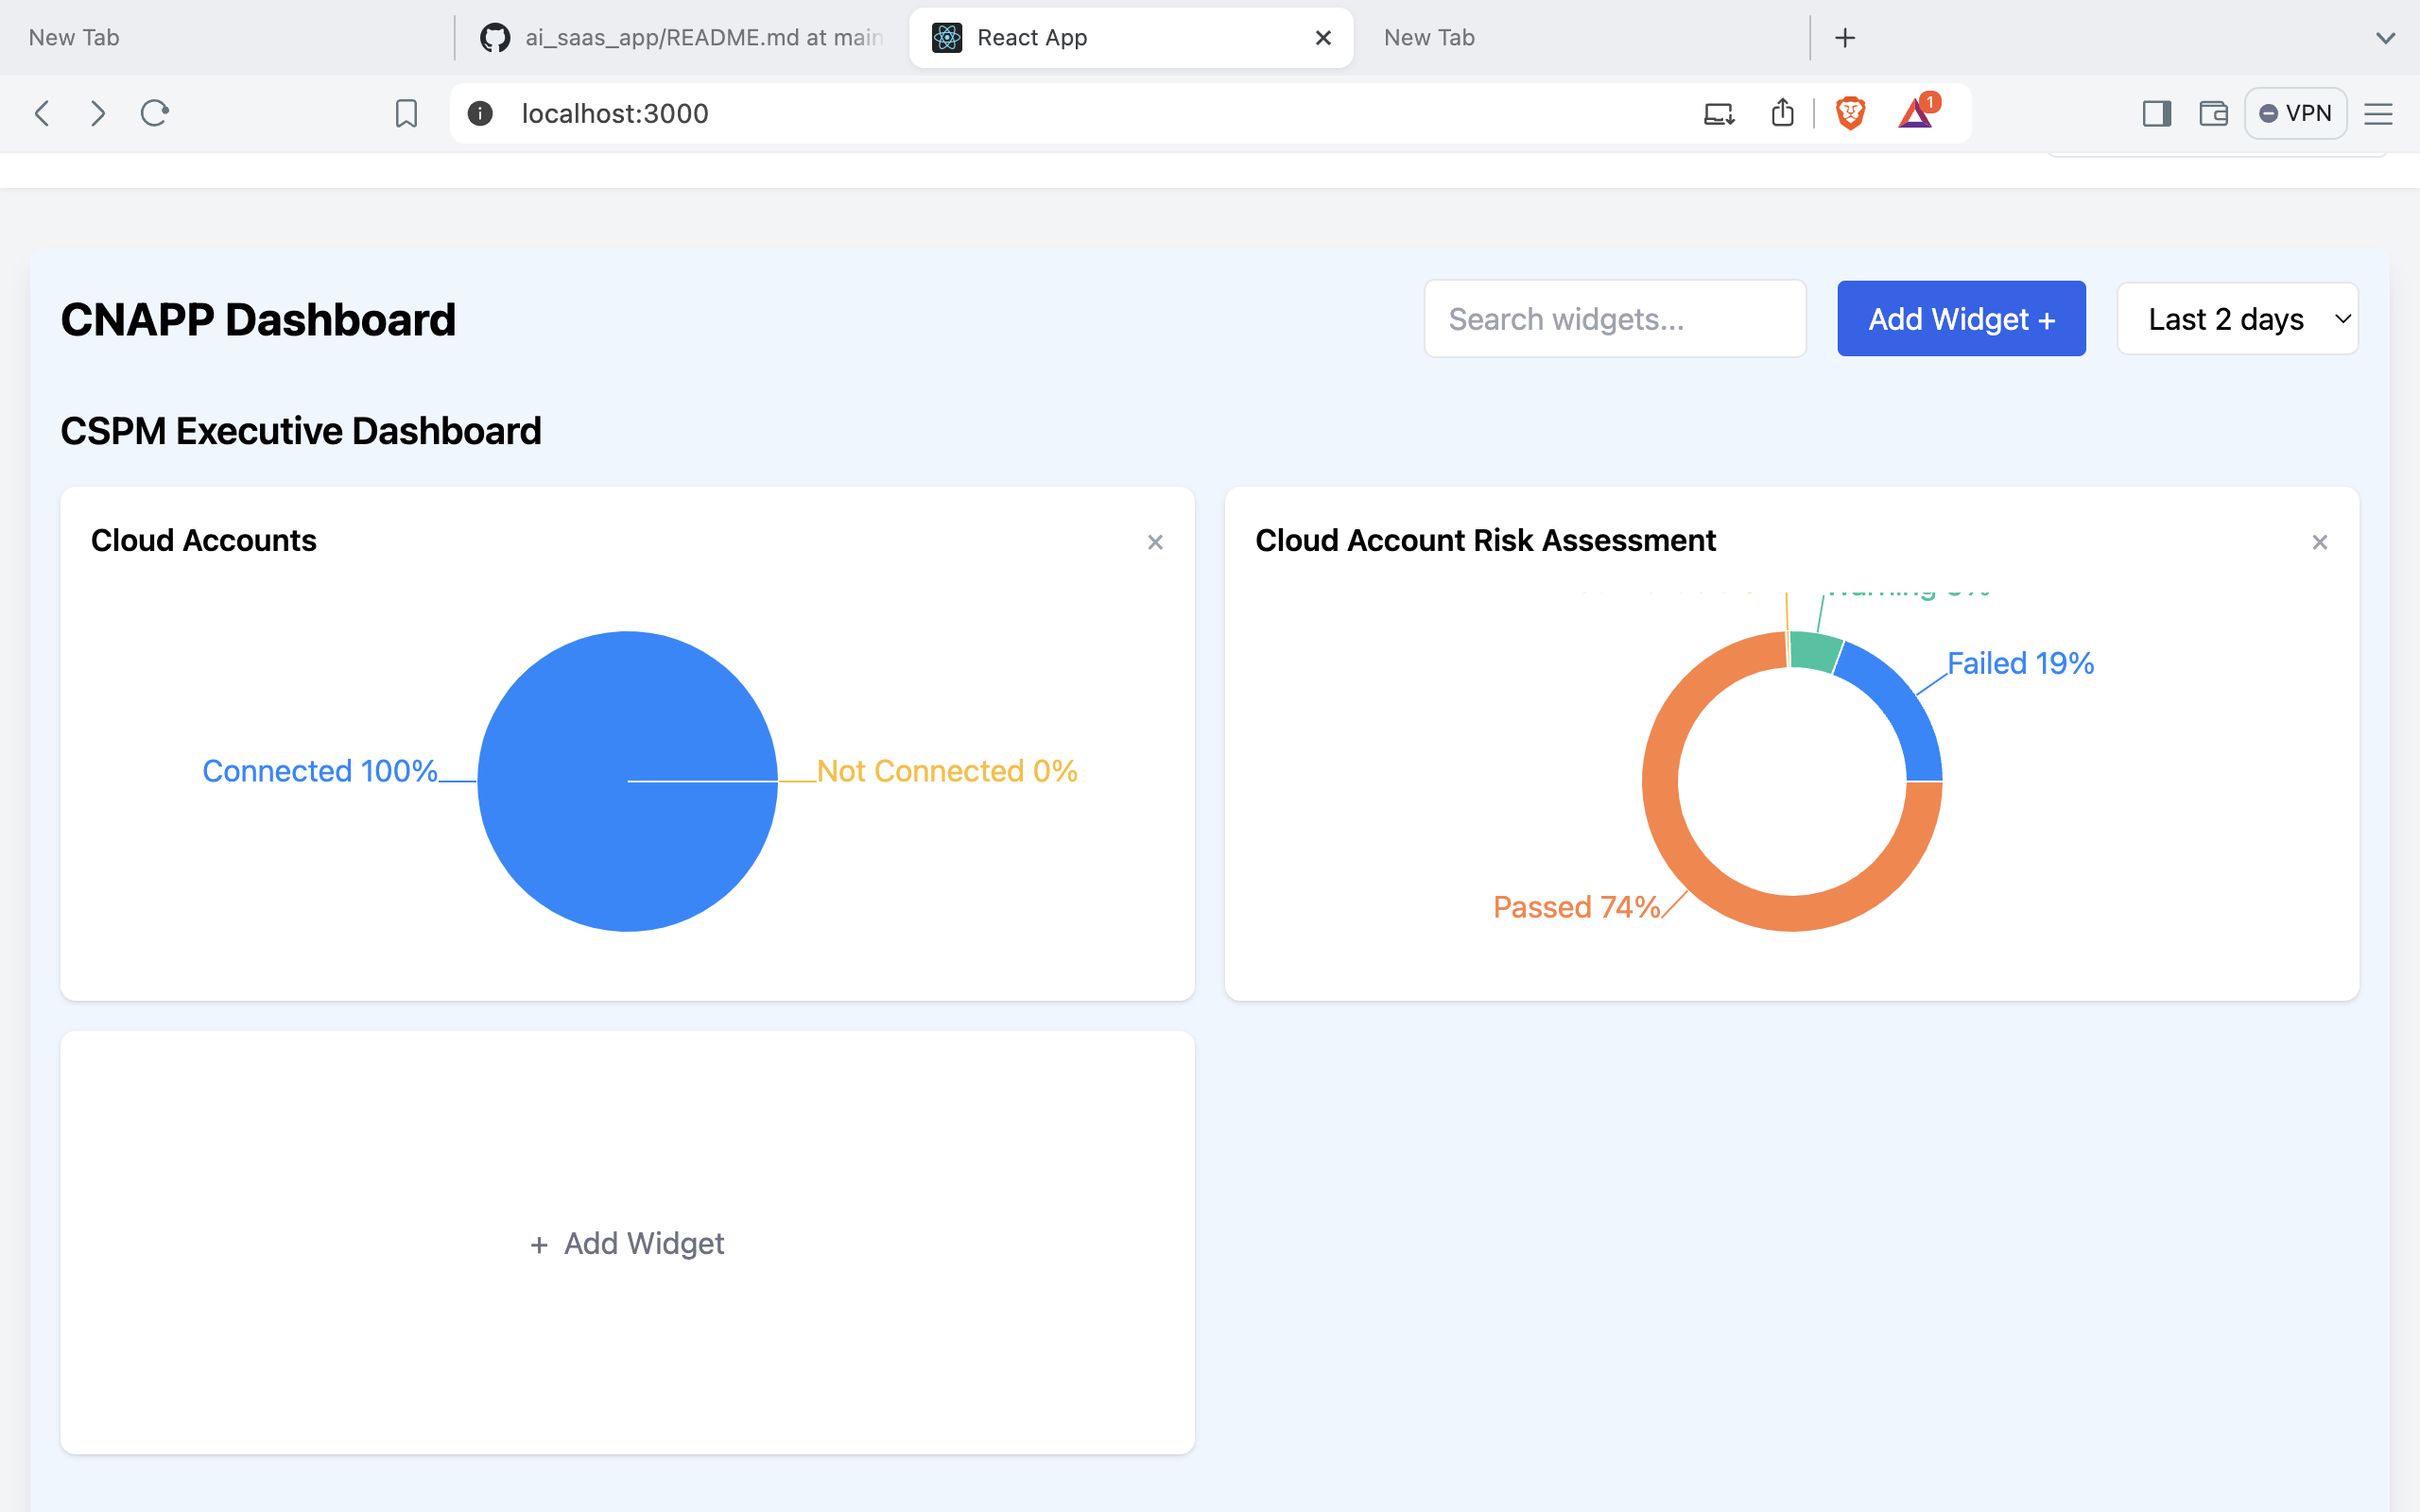 New Tab
ai_saas_app/README.md at main
React App
New Tab
localhost:3000
1
VPN
CNAPP Dashboard
Search widgets...
Add Widget +
Last 2 days
CSPM Executive Dashboard
Cloud Accounts
Cloud Account Risk Assessment
Warning
Failed 19%
Connected 100%
Not Connected 0%
Passed 74%
+ Add Widget